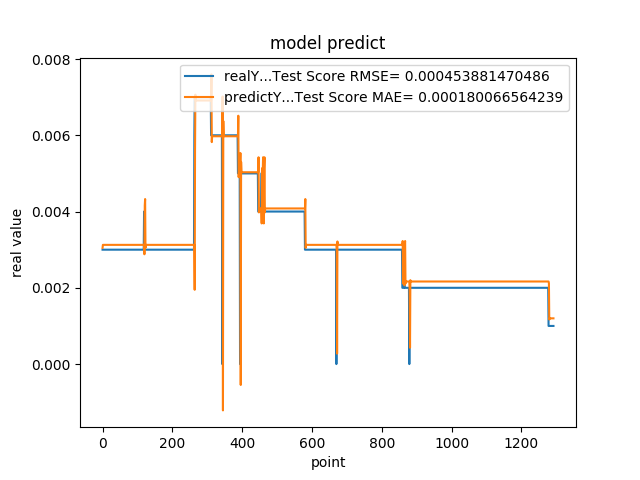 model predict
realY...Test Score RMSE= 0.000453881470486
predictY...Test Score MAE= 0.000180066564239
real value
0.008
0.006
0.004
0.002
0.000
0 200 400 600 800 1000 1200
point